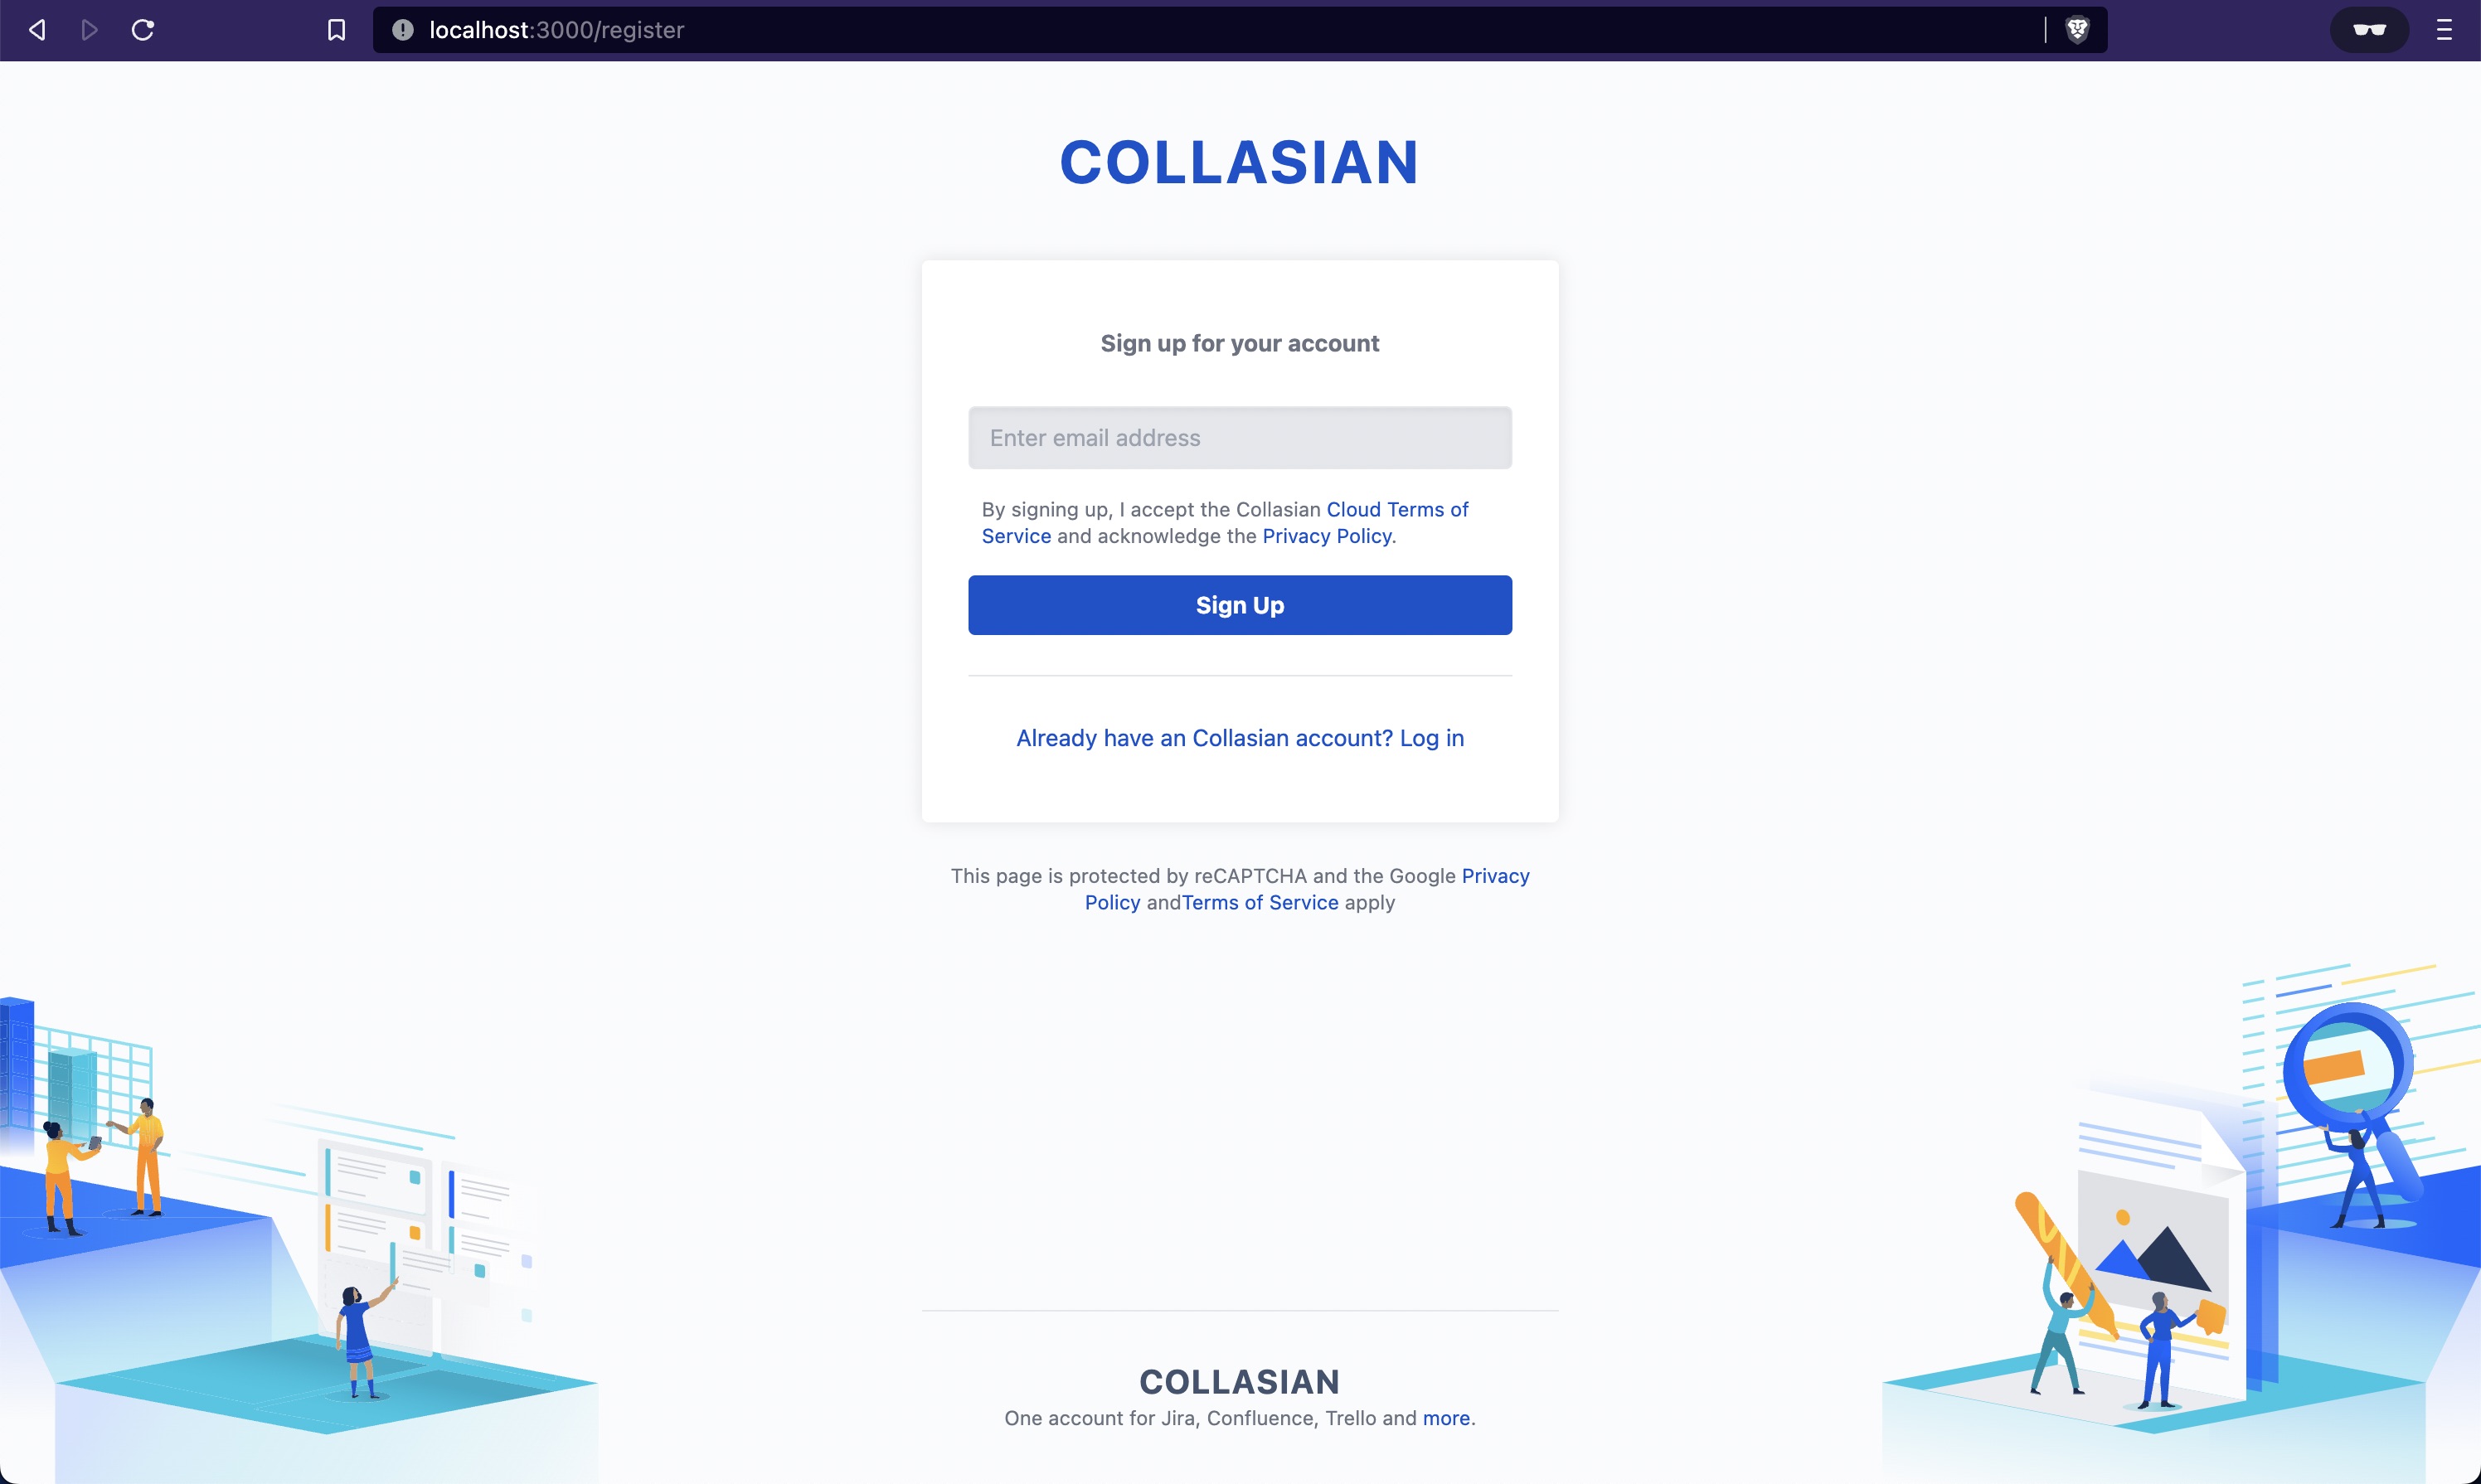 localhost:3000/register
COLLASIAN
Sign up for your account
Enter email address
By signing up, I accept the Collasian Cloud Terms of
Service and acknowledge the Privacy Policy.
Sign Up
Already have an Collasian account? Log in
This page is protected by reCAPTCHA and the Google Privacy
Policy andTerms of Service apply
COLLASIAN
One account for Jira, Confluence, Trello and more.